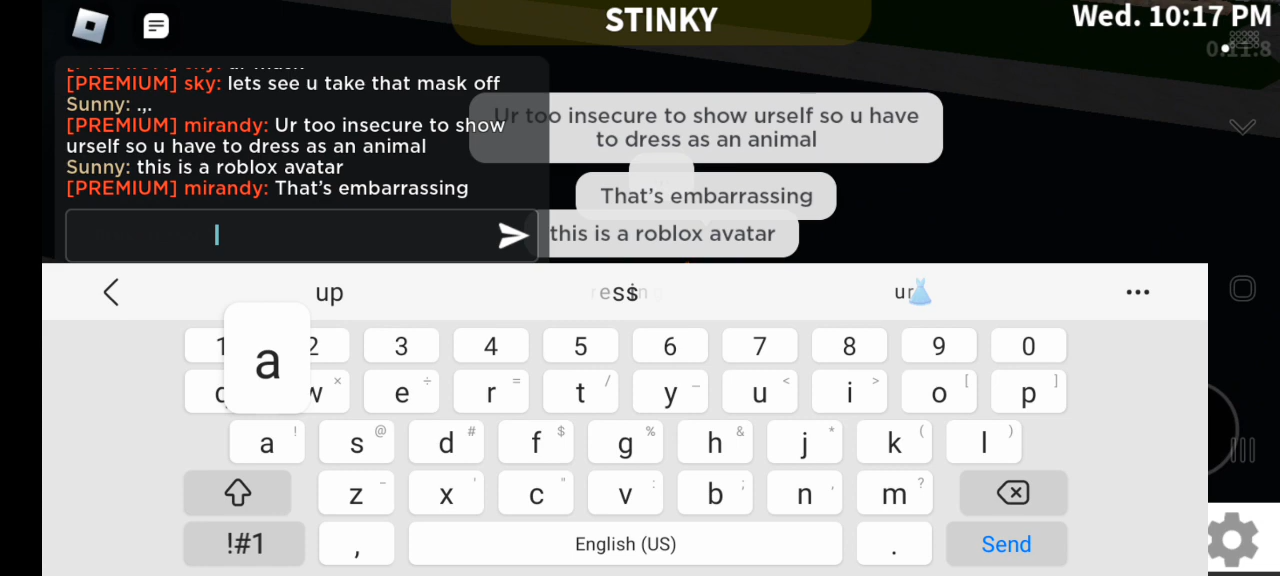 STINKY
Wed. 10:17 PM
[PREMIUM] sky: lets see u take that mask off
Sunny: .,.
[PREMIUM] mirandy: Ur too insecure to show
urself so u have to dress as an animal
Sunny: this is a roblox avatar
[PREMIUM] mirandy: That's embarrassing
Ur too insecure to show urself so u have
to dress as an animal
That's embarrassing
this is a roblox avatar
up
ur
a
1 2 3 4 5 6 7 8 9 0
q w e r t y u i o p
a s d f g h j k l
z x c v b n m
!#1 , English (US) . Send